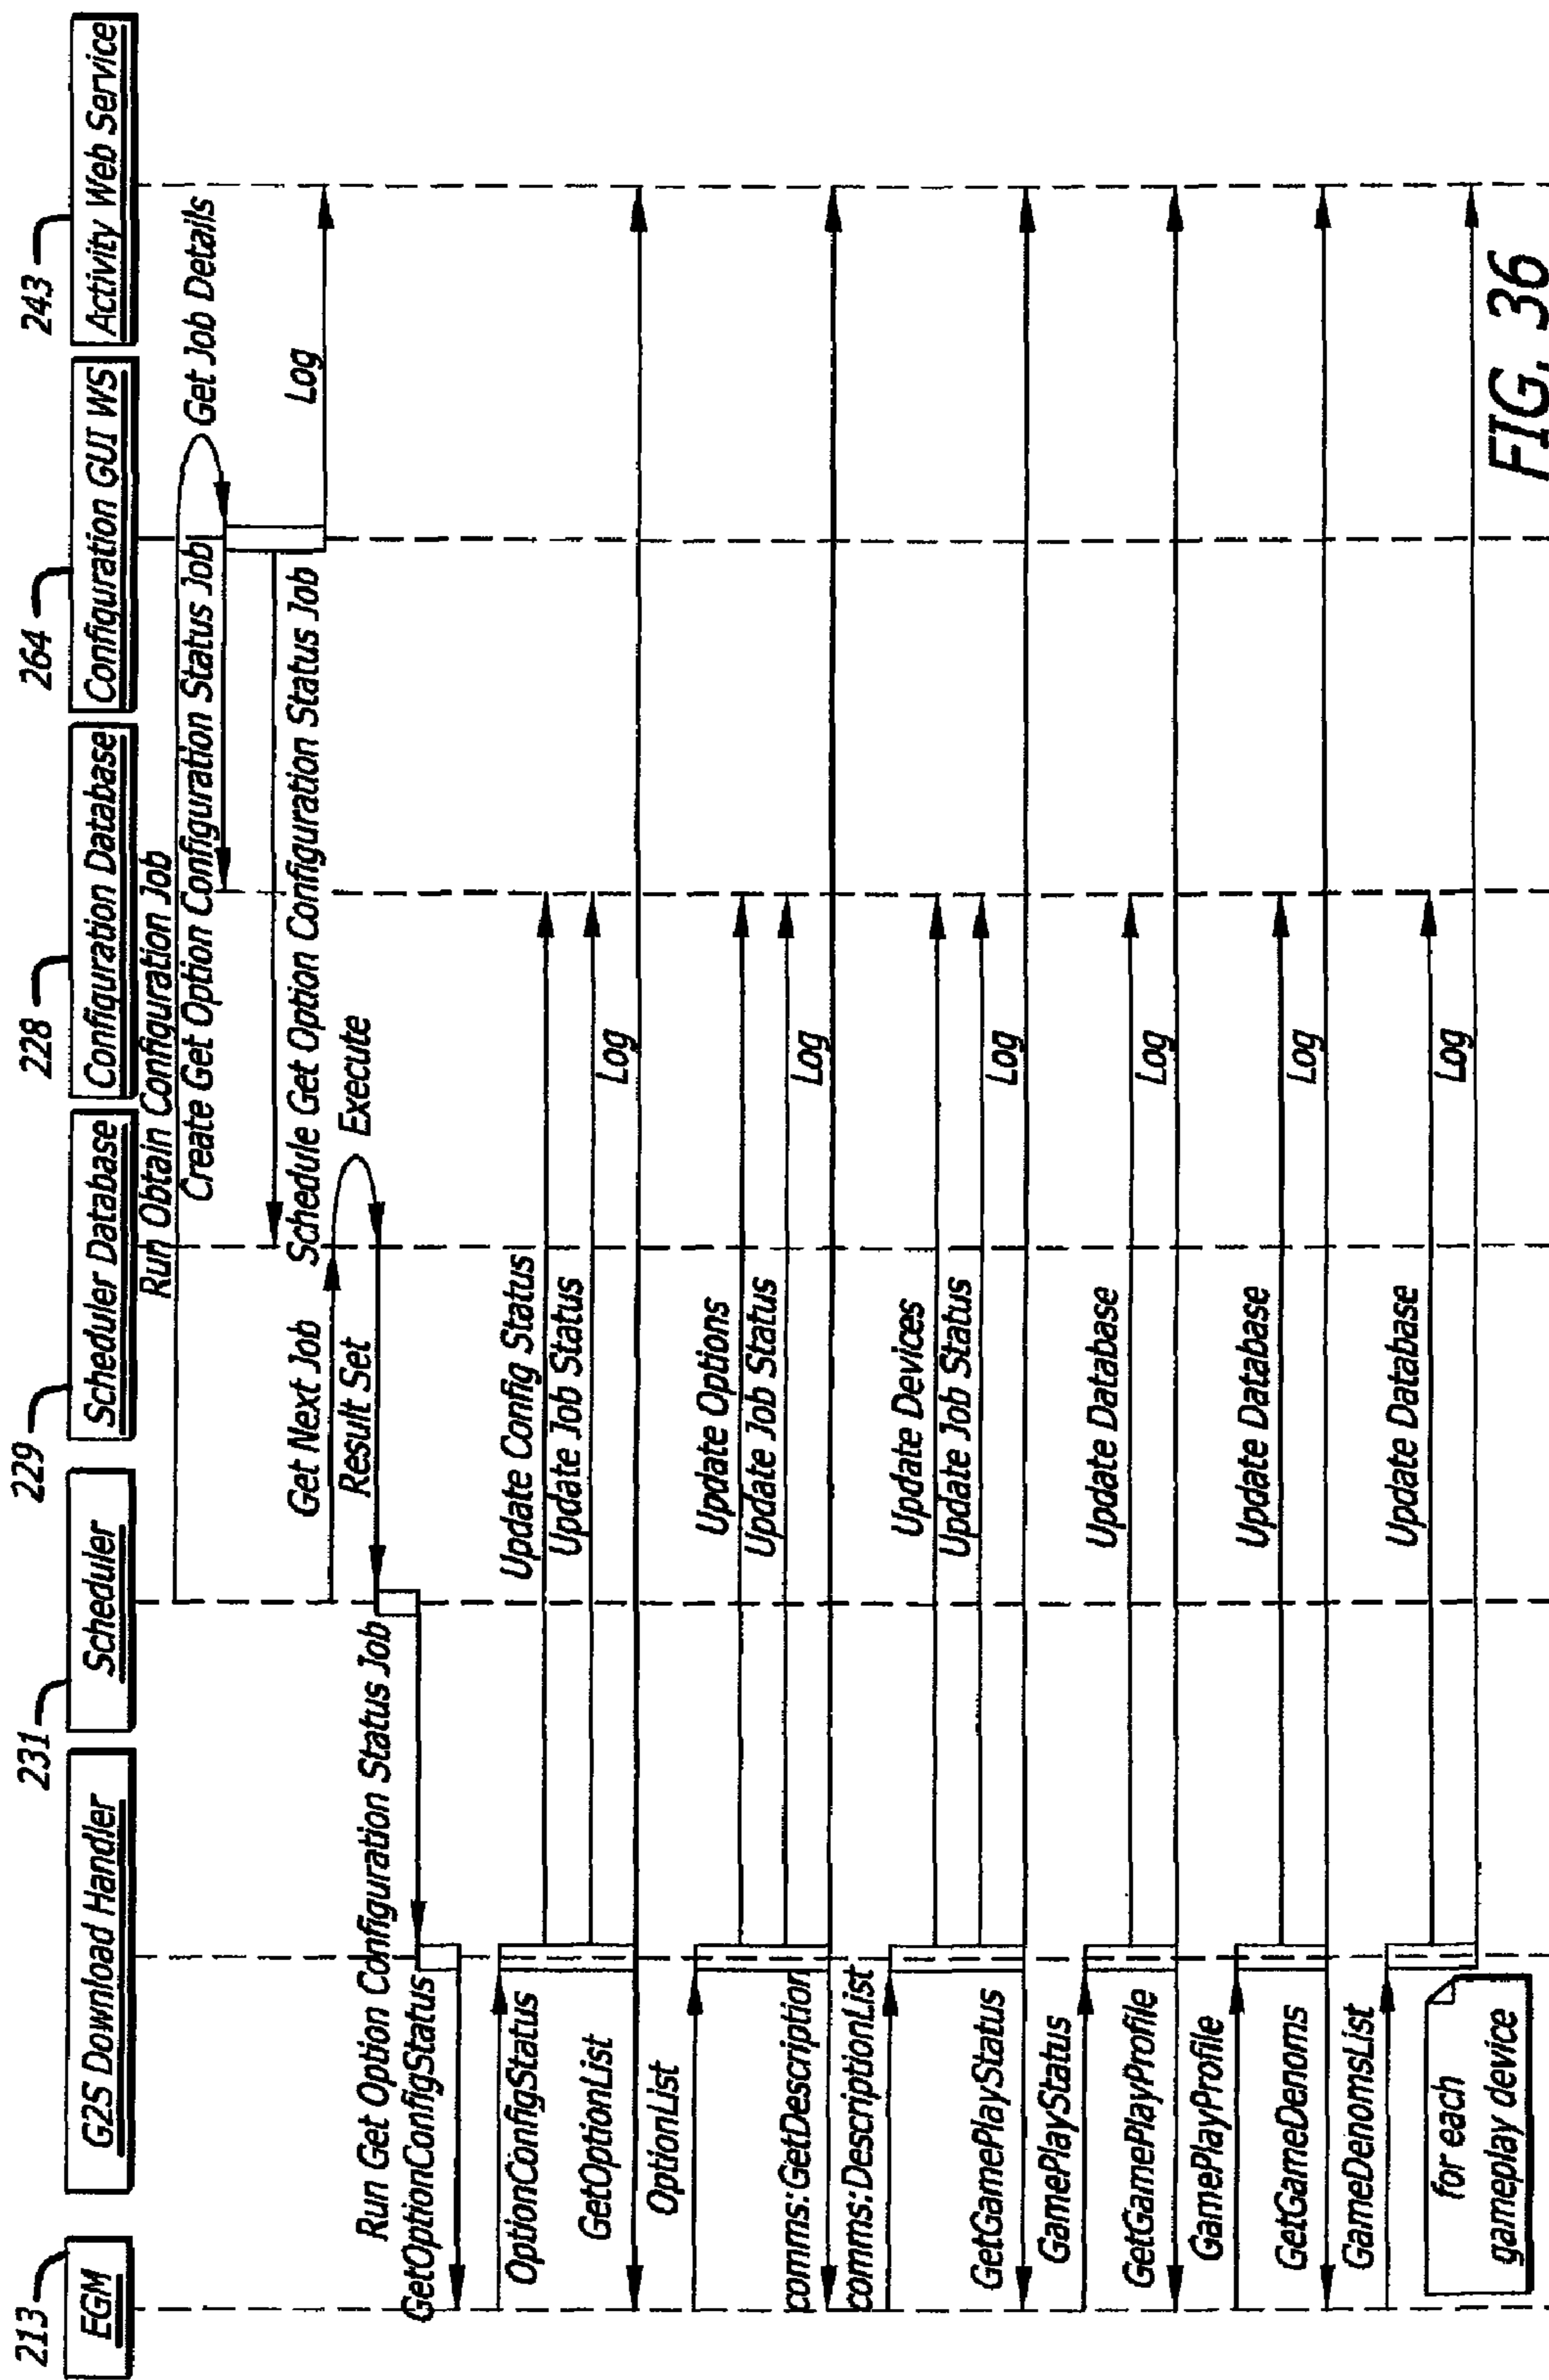 213
EGM
G2S Download Handler
231
Scheduler
229
Scheduler Database
228
Configuration Database
264
Configuration GUI WS
243
Activity Web Service
Run Obtain Configuration Job
Get Job Details
Create Get Option Configuration Status Job
Schedule Get Option Configuration Status Job
Log
Get Next Job
Execute
Result Set
Run Get Option Configuration Status Job
GetOptionConfigStatus
OptionConfigStatus
Update Config Status
Update Job Status
Log
GetOptionList
OptionList
Update Options
Update Job Status
Log
comms:GetDescription
comms:DescriptionList
Update Devices
Update Job Status
Log
GetGamePlayStatus
GamePlayStatus
Update Database
Log
GetGamePlayProfile
GamePlayProfile
Update Database
Log
GetGameDenoms
GameDenomsList
Update Database
Log
for each
gameplay device
FIG. 36